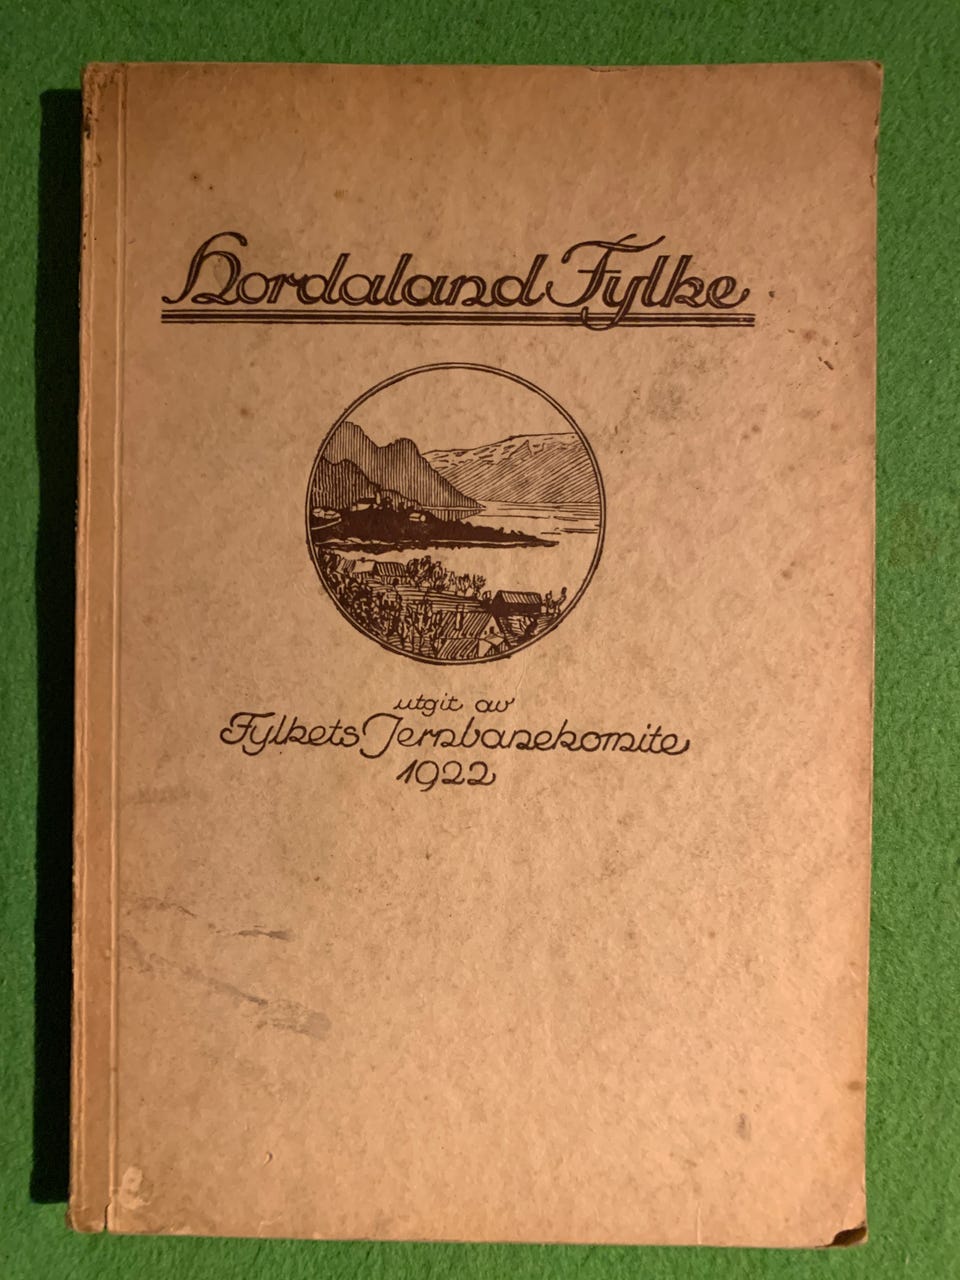 Hordaland Fylke
utgit av
Fylkets Jernbanekomite
1922